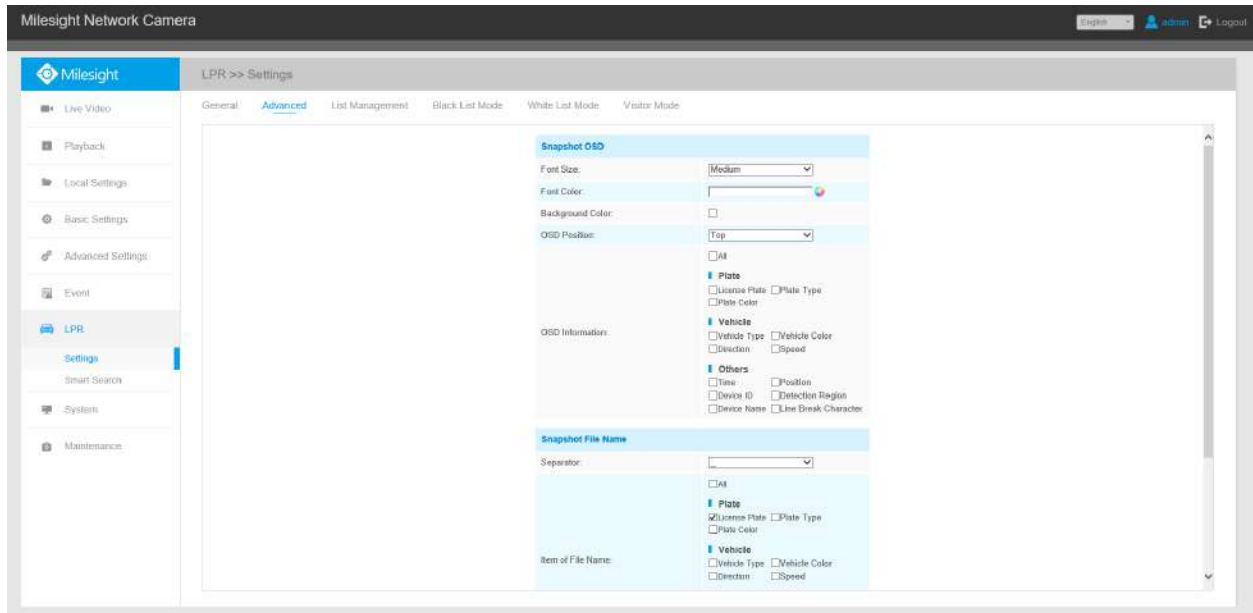 Milesight Network Camera
English
admin
Logout
Milesight
LPR >> Settings
Live Video
Playback
Local Settings
Basic Settings
Advanced Settings
Event
LPR
Settings
Smart Search
System
Maintenance
General Advanced List Management Black List Mode White List Mode Visitor Mode
Snapshot OSD
Font Size: Medium
Font Color:
Background Color:
OSD Position: Top
OSD Information:
All
Plate
License Plate Plate Type
Plate Color
Vehicle
Vehicle Type Vehicle Color
Direction Speed
Others
Time Position
Device ID Detection Region
Device Name Line Break Character
Snapshot File Name
Separator: _
Item of File Name:
All
Plate
License Plate Plate Type
Plate Color
Vehicle
Vehicle Type Vehicle Color
Direction Speed